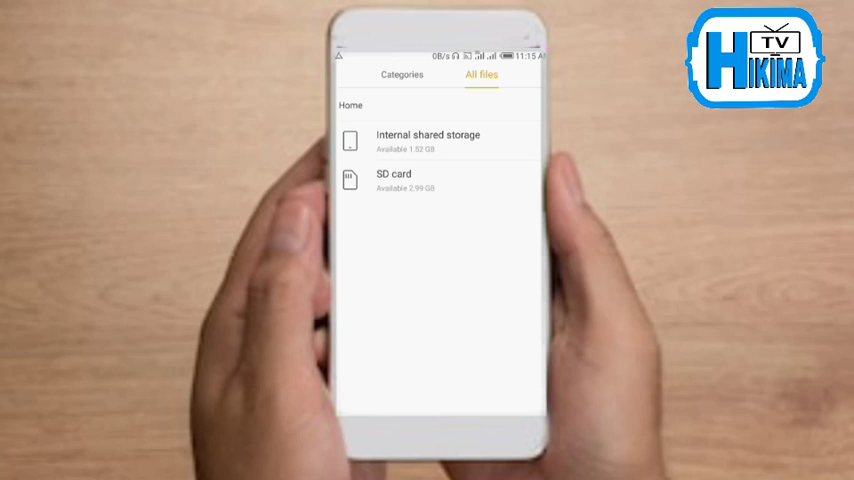 TV
HIKIMA
0B/s 11:15 A
Categories
All files
Home
Internal shared storage
Available 1.52 GB
SD card
Available 2.99 GB